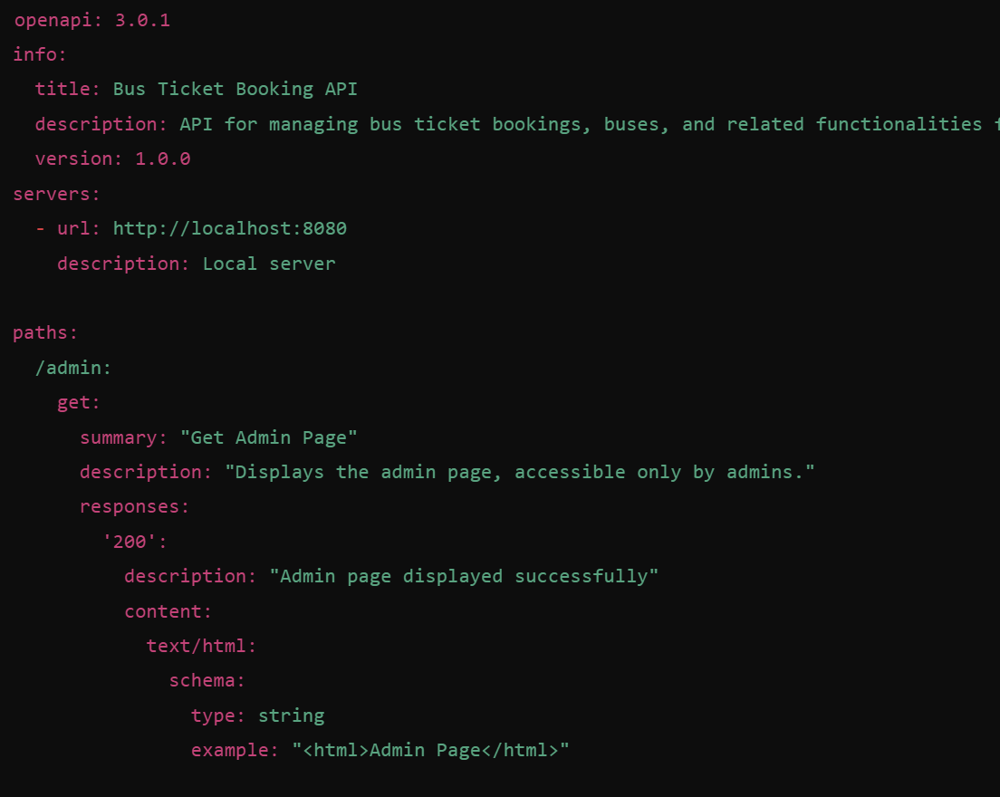 openapi: 3.0.1
info:
  title: Bus Ticket Booking API
  description: API for managing bus ticket bookings, buses, and related functionalities
  version: 1.0.0
servers:
  - url: http://localhost:8080
    description: Local server
paths:
  /admin:
    get:
      summary: "Get Admin Page"
      description: "Displays the admin page, accessible only by admins."
      responses:
        '200':
          description: "Admin page displayed successfully"
          content:
            text/html:
              schema:
                type: string
                example: "<html>Admin Page</html>"